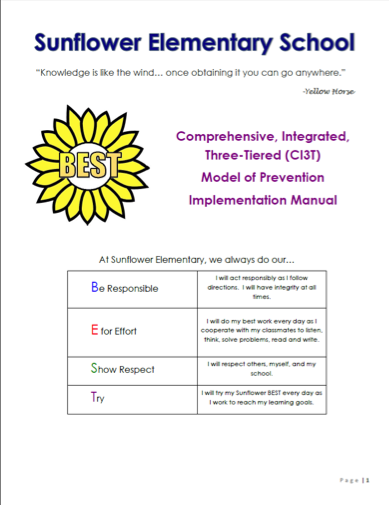 Sunflower Elementary School
“Knowledge is like the wind… once obtaining it you can go anywhere.”
-Yellow Horse
BEST
Comprehensive, Integrated,
Three-Tiered (CI3T)
Model of Prevention
Implementation Manual
At Sunflower Elementary, we always do our…
Be Responsible
I will act responsibly as I follow
directions.  I will have integrity at all
times.
E for Effort
I will do my best work every day as I
cooperate with my classmates to listen,
think, solve problems, read and write.
Show Respect
I will respect others, myself, and my
school.
Try
I will try my Sunflower BEST every day as
I work to reach my learning goals.
Page | 1